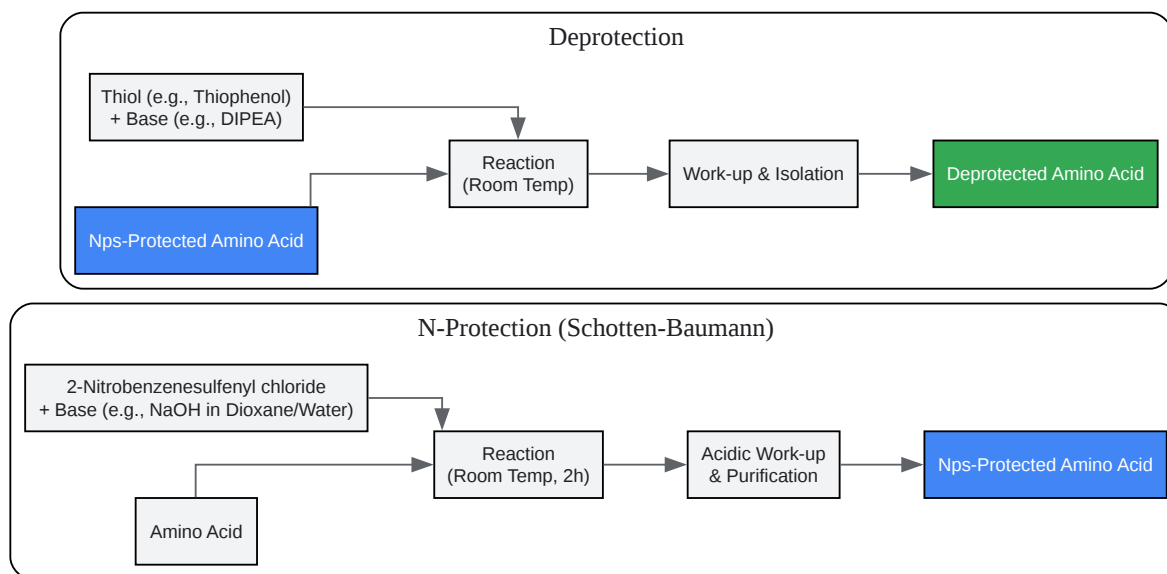 Deprotection
Thiol (e.g., Thiophenol)
+ Base (e.g., DIPEA)
Reaction
(Room Temp)
Work-up & Isolation
Deprotected Amino Acid
Nps-Protected Amino Acid
N-Protection (Schotten-Baumann)
2-Nitrobenzenesulfenyl chloride
+ Base (e.g., NaOH in Dioxane/Water)
Reaction
(Room Temp, 2h)
Acidic Work-up
& Purification
Nps-Protected Amino Acid
Amino Acid